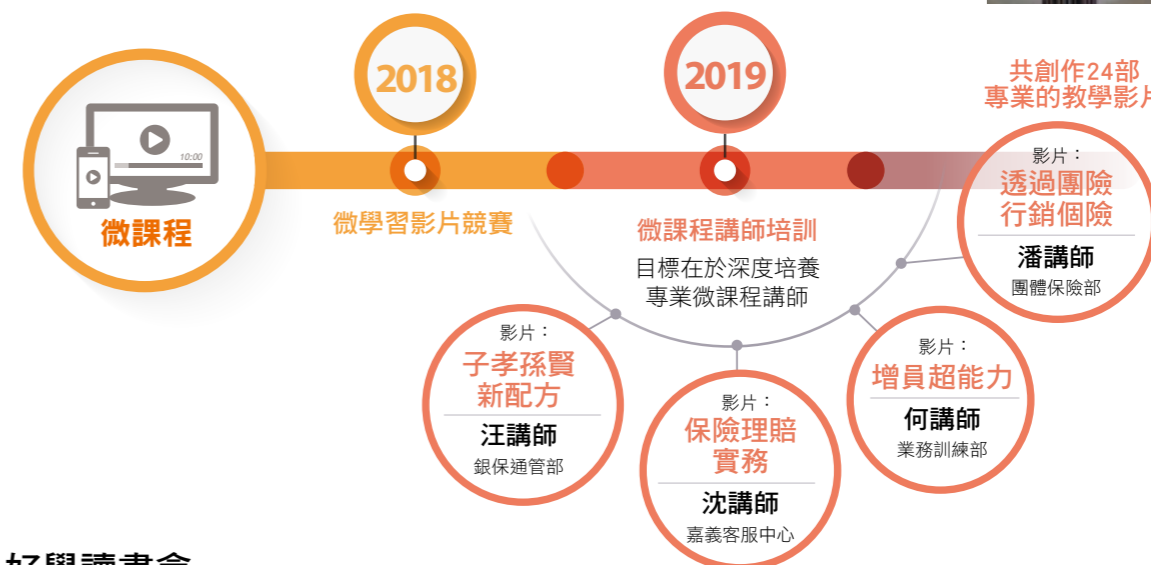 微課程
10:00
2018
微學習影片競賽
2019
微課程講師培訓
目標在於深度培養
專業微課程講師
共創作24部
專業的教學影片
影片：
子孝孫賢
新配方
汪講師
銀保通管部
影片：
保險理賠
實務
沈講師
嘉義客服中心
影片：
增員超能力
何講師
業務訓練部
影片：
透過團險
行銷個險
潘講師
團體保險部
好學讀書會